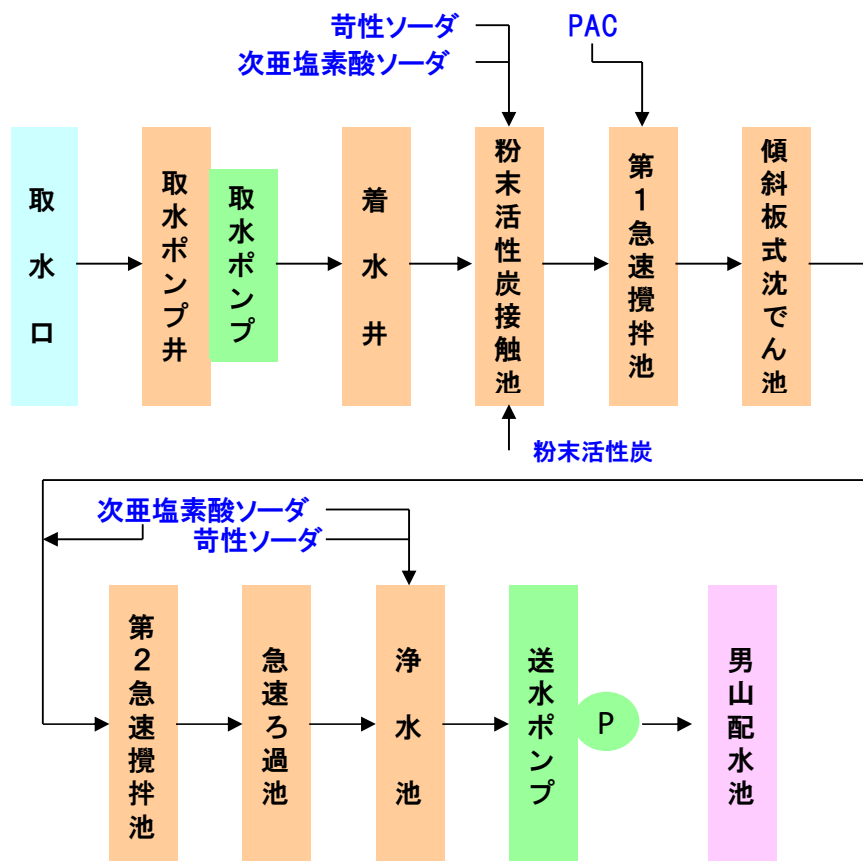 苛性ソーダ
PAC
次亜塩素酸ソーダ
取水口
取水ポンプ井
取水ポンプ
着水井
粉末活性炭接触池
第1急速攪拌池
傾斜板式沈でん池
粉末活性炭
次亜塩素酸ソーダ
苛性ソーダ
第2急速攪拌池
急速ろ過池
浄水池
送水ポンプ
P
男山配水池